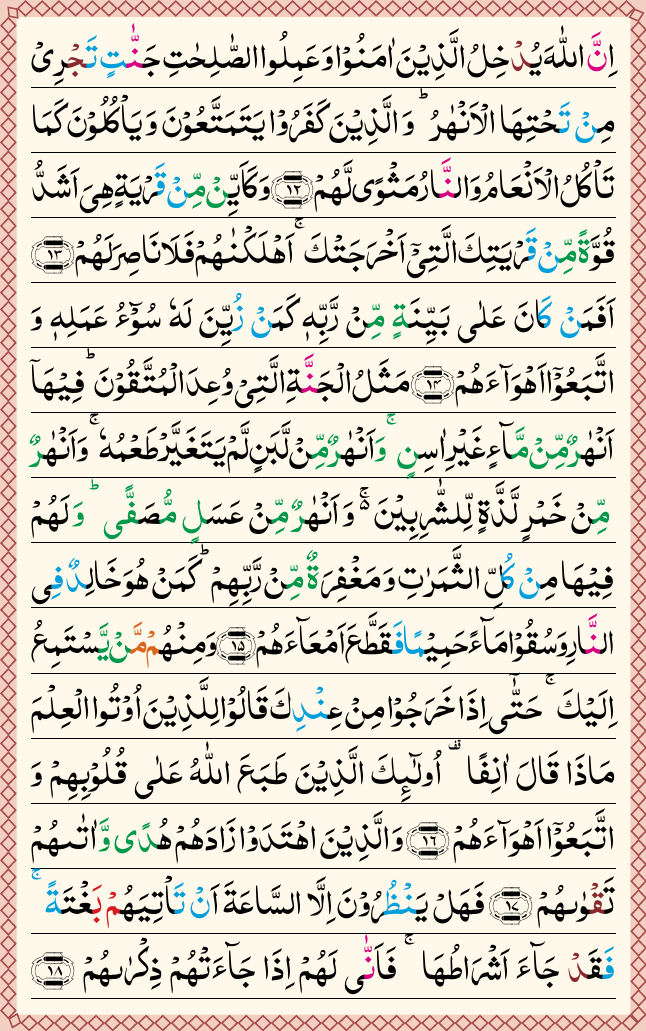 اِنَّ اللّٰهَ یُدۡخِلُ الَّذِیۡنَ اٰمَنُوۡا وَ عَمِلُوا الصّٰلِحٰتِ جَنّٰتٍ تَجۡرِیۡ
مِنۡ تَحۡتِهَا الۡاَنۡهٰرُ ؕ وَ الَّذِیۡنَ کَفَرُوۡا یَتَمَتَّعُوۡنَ وَ یَاۡکُلُوۡنَ کَمَا
تَاۡکُلُ الۡاَنۡعَامُ وَ النَّارُ مَثۡوًی لَّهُمۡ ﴿۱۲﴾ وَ کَاَیِّنۡ مِّنۡ قَرۡیَةٍ هِیَ اَشَدُّ
قُوَّةً مِّنۡ قَرۡیَتِکَ الَّتِیۡۤ اَخۡرَجَتۡکَ ۚ اَهۡلَکۡنٰهُمۡ فَلَا نَاصِرَ لَهُمۡ ﴿۱۳﴾
اَفَمَنۡ کَانَ عَلٰی بَیِّنَةٍ مِّنۡ رَّبِّهٖ کَمَنۡ زُیِّنَ لَهٗ سُوۡٓءُ عَمَلِهٖ وَ
اتَّبَعُوۡۤا اَهۡوَآءَهُمۡ ﴿۱۴﴾ مَثَلُ الۡجَنَّةِ الَّتِیۡ وُعِدَ الۡمُتَّقُوۡنَ ؕ فِیۡهَاۤ
اَنۡهٰرٌ مِّنۡ مَّآءٍ غَیۡرِ اٰسِنٍ ۚ وَ اَنۡهٰرٌ مِّنۡ لَّبَنٍ لَّمۡ یَتَغَیَّرۡ طَعۡمُهٗ ۚ وَ اَنۡهٰرٌ
مِّنۡ خَمۡرٍ لَّذَّةٍ لِّلشّٰرِبِیۡنَ ۬ۚ وَ اَنۡهٰرٌ مِّنۡ عَسَلٍ مُّصَفًّی ؕ وَ لَهُمۡ
فِیۡهَا مِنۡ کُلِّ الثَّمَرٰتِ وَ مَغۡفِرَةٌ مِّنۡ رَّبِّهِمۡ ؕ کَمَنۡ هُوَ خَالِدٌ فِی
النَّارِ وَ سُقُوۡا مَآءً حَمِیۡمًا فَقَطَّعَ اَمۡعَآءَهُمۡ ﴿۱۵﴾ وَ مِنۡهُمۡ مَّنۡ یَّسۡتَمِعُ
اِلَیۡکَ ۚ حَتّٰۤی اِذَا خَرَجُوۡا مِنۡ عِنۡدِکَ قَالُوۡا لِلَّذِیۡنَ اُوۡتُوا الۡعِلۡمَ
مَاذَا قَالَ اٰنِفًا ۟ اُولٰٓئِکَ الَّذِیۡنَ طَبَعَ اللّٰهُ عَلٰی قُلُوۡبِهِمۡ وَ
اتَّبَعُوۡۤا اَهۡوَآءَهُمۡ ﴿۱۶﴾ وَ الَّذِیۡنَ اهۡتَدَوۡا زَادَهُمۡ هُدًی وَّ اٰتٰىهُمۡ
تَقۡوٰىهُمۡ ﴿۱۷﴾ فَهَلۡ یَنۡظُرُوۡنَ اِلَّا السَّاعَةَ اَنۡ تَاۡتِیَهُمۡ بَغۡتَةً ۚ
فَقَدۡ جَآءَ اَشۡرَاطُهَا ۚ فَاَنّٰی لَهُمۡ اِذَا جَآءَتۡهُمۡ ذِکۡرٰىهُمۡ ﴿۱۸﴾